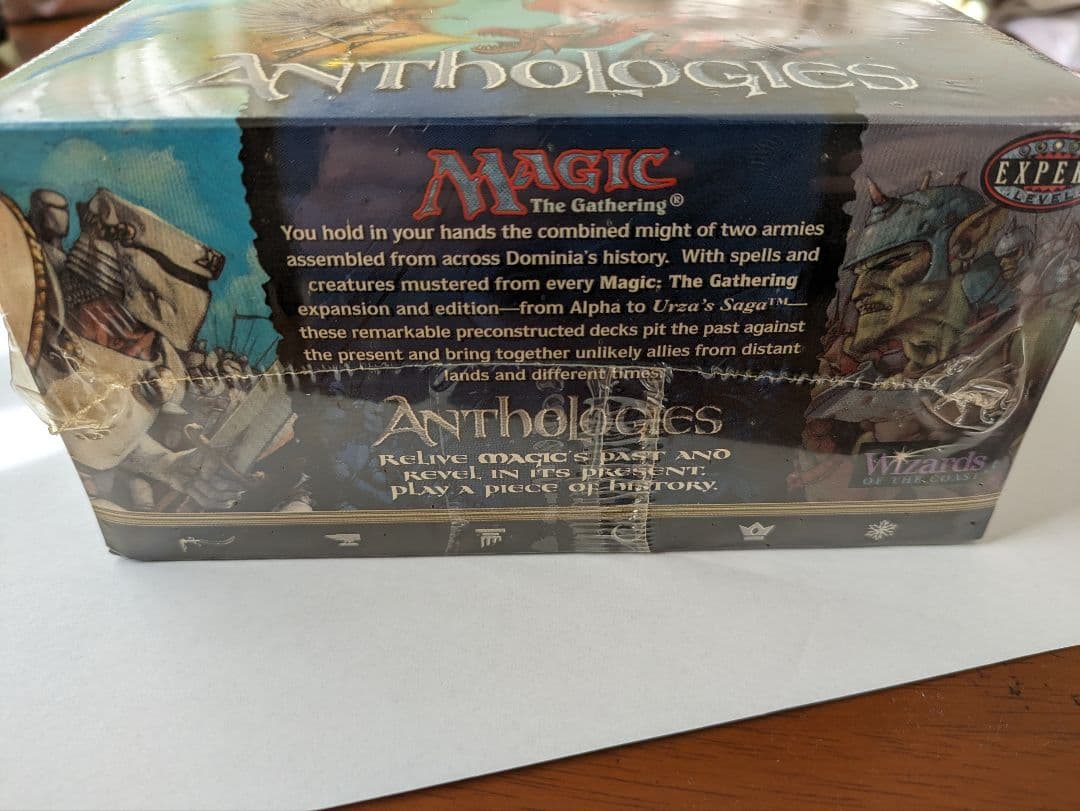 ANTHOLOGIES
MAGIC
The Gathering®
EXPER
LEVEL
You hold in your hands the combined might of two armies
assembled from across Dominia's history. With spells and
creatures mustered from every Magic: The Gathering
expansion and edition—from Alpha to Urza's Saga™—
these remarkable preconstructed decks pit the past against
the present and bring together unlikely allies from distant
lands and different times.
ANTHOLOGIES
RELIVE MAGIC'S PAST AND
REVEL IN ITS PRESENT.
PLAY A PIECE OF HISTORY.
WIZARDS
OF THE COAST